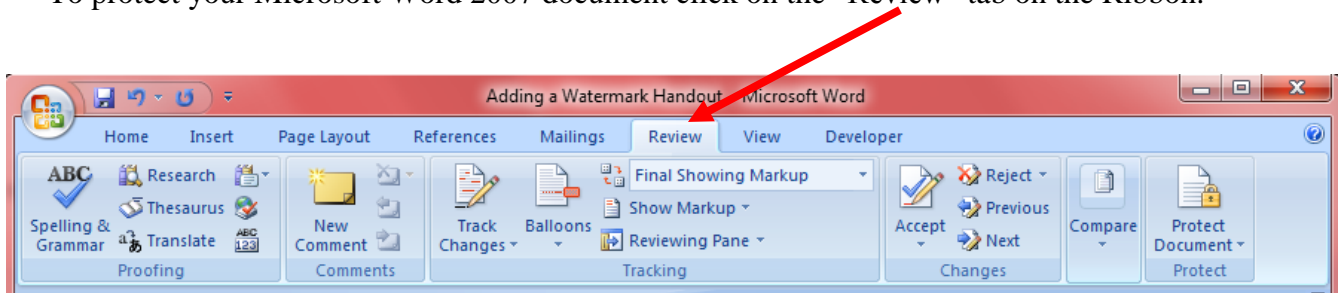 To protect your Microsoft Word 2007 document click on the "Review" tab on the Ribbon.
Adding a Watermark Handout - Microsoft Word
Home Insert Page Layout References Mailings Review View Developer
ABC Research Final Showing Markup Reject
Thesaurus Show Markup Previous
Spelling & Grammar Translate ABC 123 New Comment Track Changes Balloons Reviewing Pane Accept Next Compare Protect Document
Proofing Comments Tracking Changes Protect